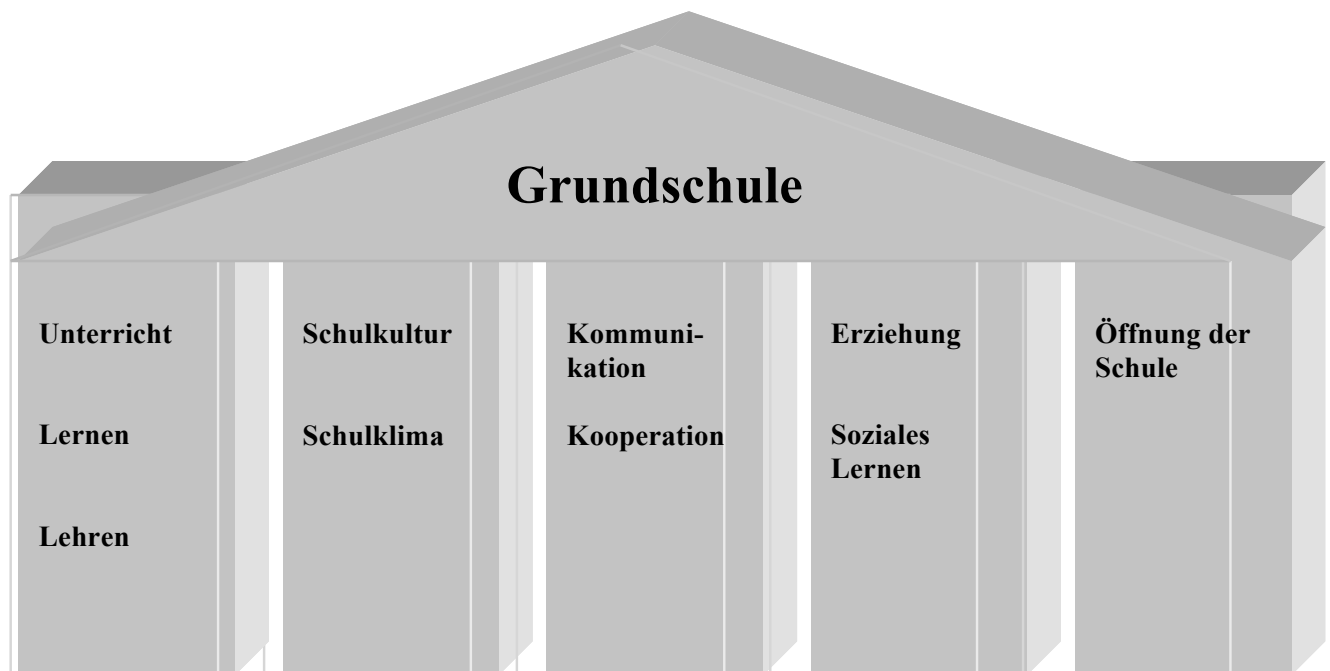 Grundschule
Unterricht
Lernen
Lehren
Schulkultur
Schulklima
Kommuni-
kation
Kooperation
Erziehung
Soziales
Lernen
Öffnung der
Schule